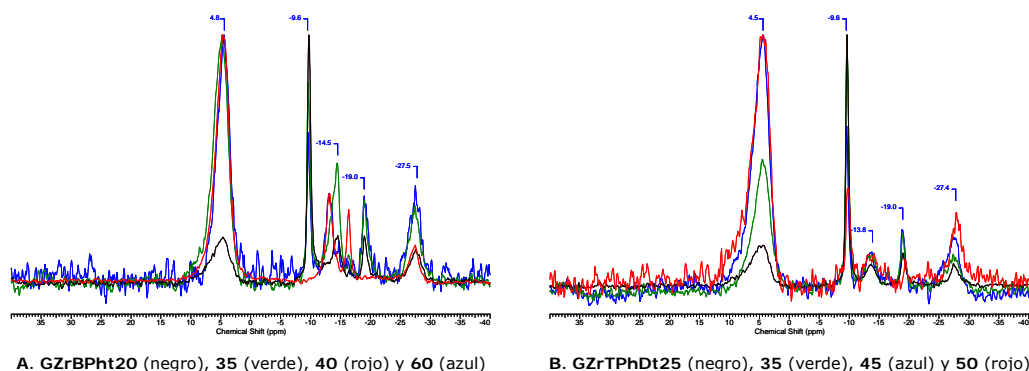 4.8
-9.6
-14.5
-19.0
-27.5
35 30 25 20 15 10 5 0 -5 -10 -15 -20 -25 -30 -35 -40
Chemical Shift (ppm)
4.5
-9.6
-13.8
-19.0
-27.4
35 30 25 20 15 10 5 0 -5 -10 -15 -20 -25 -30 -35 -40
Chemical Shift (ppm)
A. GZrBPht20 (negro), 35 (verde), 40 (rojo) y 60 (azul)
B. GZrTPhDt25 (negro), 35 (verde), 45 (azul) y 50 (rojo)